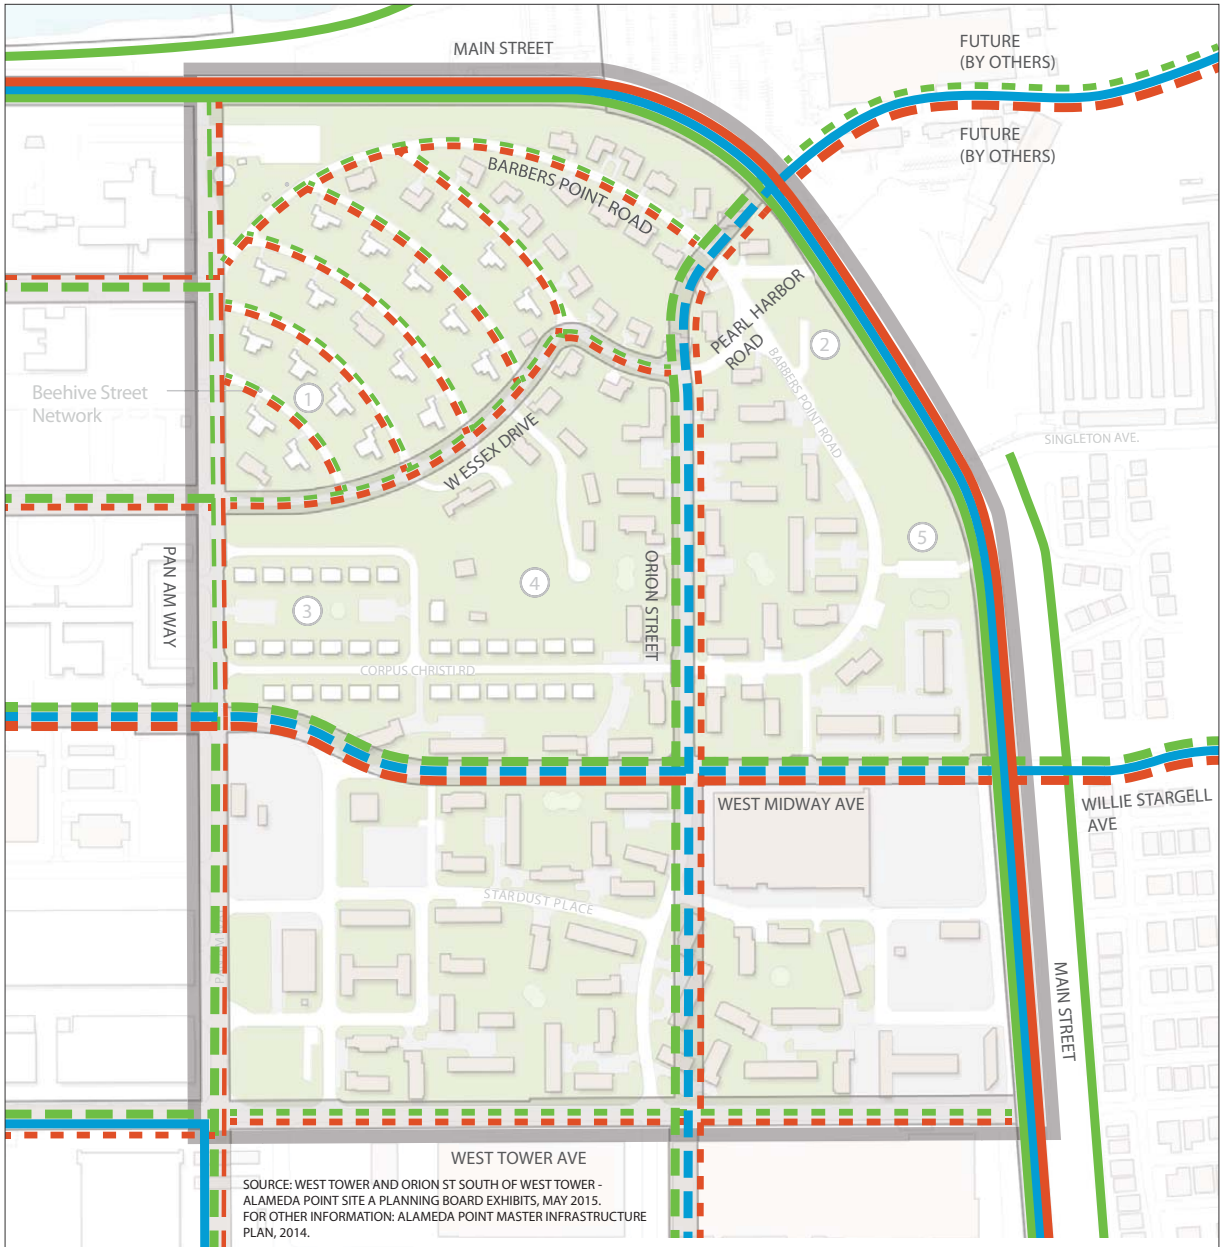 MAIN STREET
FUTURE
(BY OTHERS)
FUTURE
(BY OTHERS)
BARBERS POINT ROAD
PEARL HARBOR
ROAD
2
BARBERS POINT ROAD
Beehive Street
Network
1
W ESSEX DRIVE
SINGLETON AVE.
5
PAN AM WAY
ORION STREET
4
3
CORPUS CHRISTI RD
WEST MIDWAY AVE
WILLIE STARGELL
AVE
STARDUST PLACE
MAIN STREET
WEST TOWER AVE
SOURCE: WEST TOWER AND ORION ST SOUTH OF WEST TOWER -
ALAMEDA POINT SITE A PLANNING BOARD EXHIBITS, MAY 2015.
FOR OTHER INFORMATION: ALAMEDA POINT MASTER INFRASTRUCTURE
PLAN, 2014.